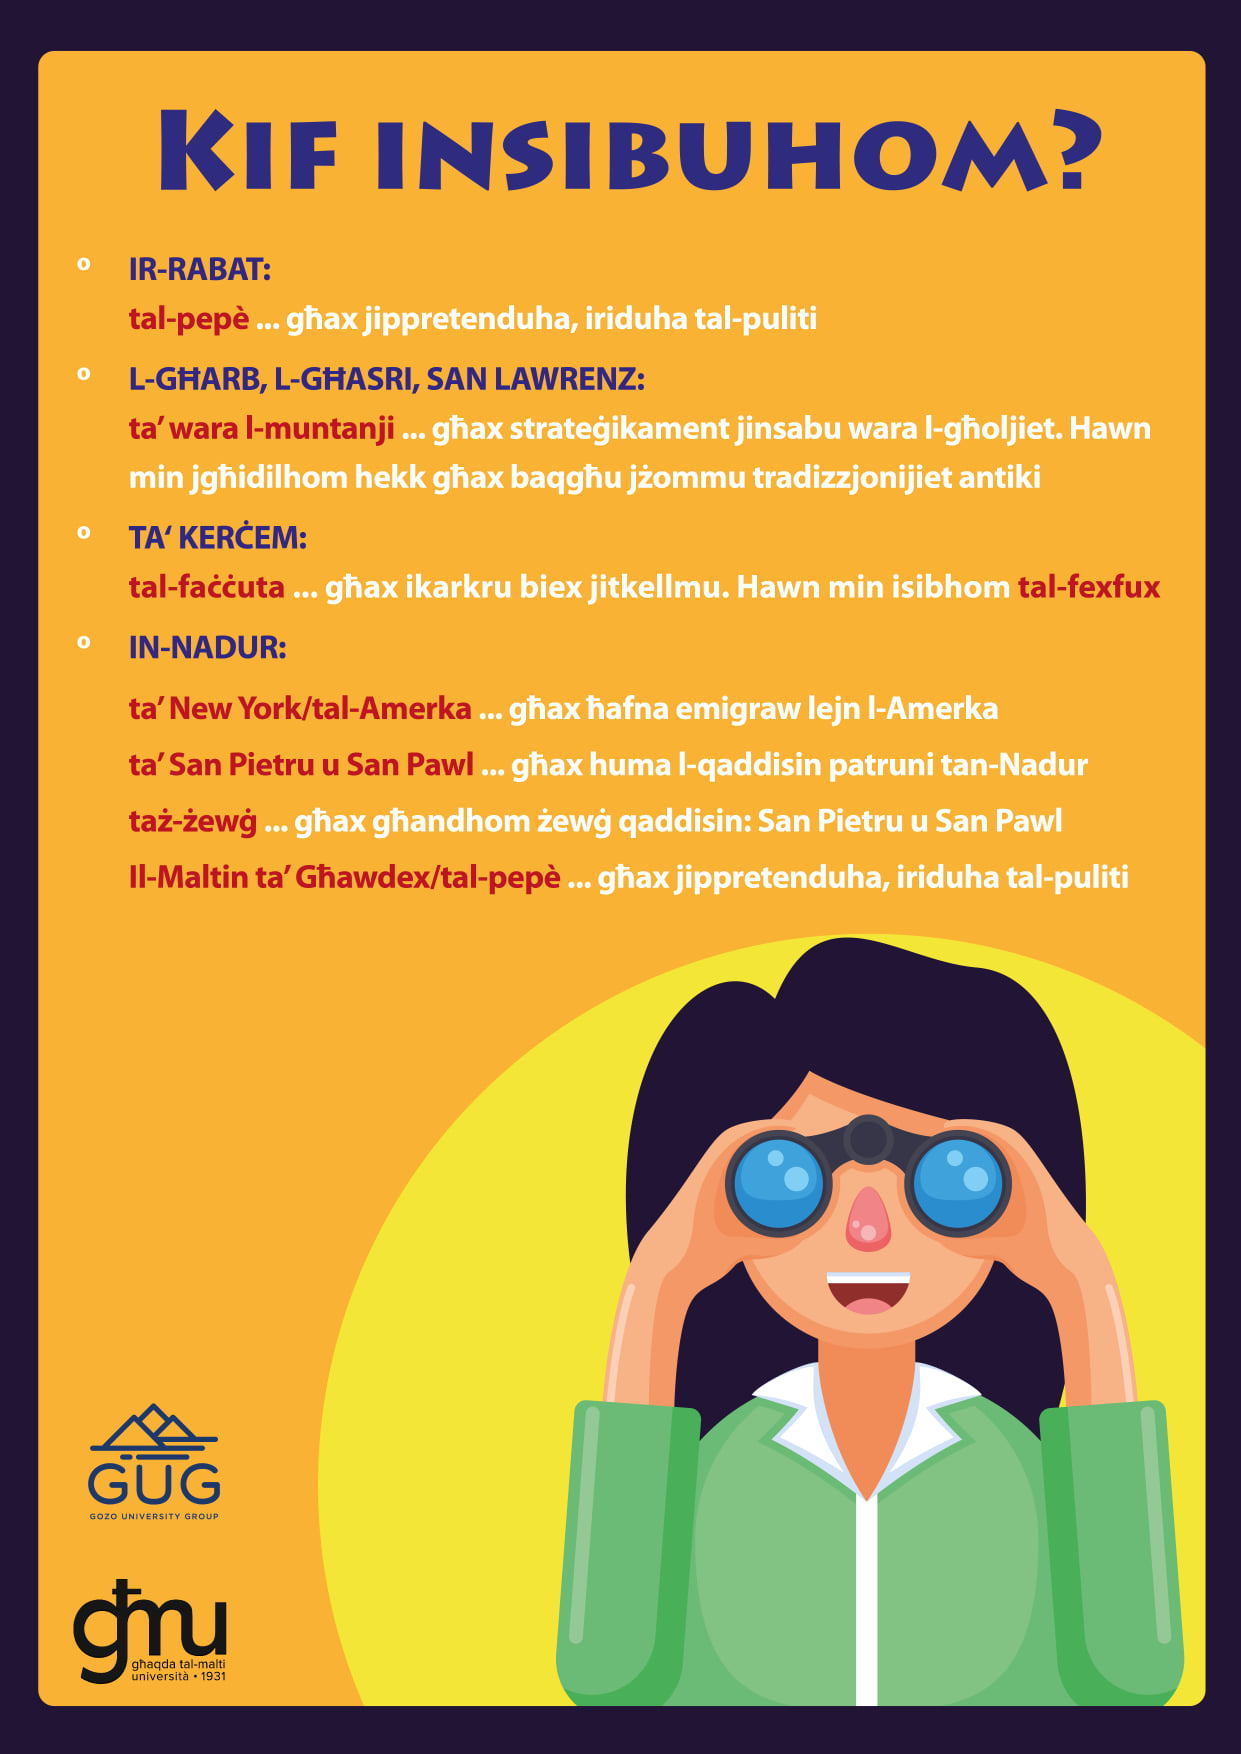 KIF INSIBUHOM?
º IR-RABAT:
tal-pepè ... għax jippretenduha, iriduha tal-puliti
º L-GĦARB, L-GĦASRI, SAN LAWRENZ:
ta’ wara l-muntanji ... għax strateġikament jinsabu wara l-għoljiet. Hawn
min jgħidilhom hekk għax baqgħu jżommu tradizzjonijiet antiki
º TA‘ KERĊEM:
tal-faċċuta ... għax ikarkru biex jitkellmu. Hawn min isibhom tal-fexfux
º IN-NADUR:
ta’ New York/tal-Amerka ... għax ħafna emigraw lejn l-Amerka
ta’ San Pietru u San Pawl ... għax huma l-qaddisin patruni tan-Nadur
taż-żewġ ... għax għandhom żewġ qaddisin: San Pietru u San Pawl
Il-Maltin ta’ Għawdex/tal-pepè ... għax jippretenduha, iriduha tal-puliti
GUG
GOZO UNIVERSITY GROUP
għmu
għaqda tal-malti
università • 1931